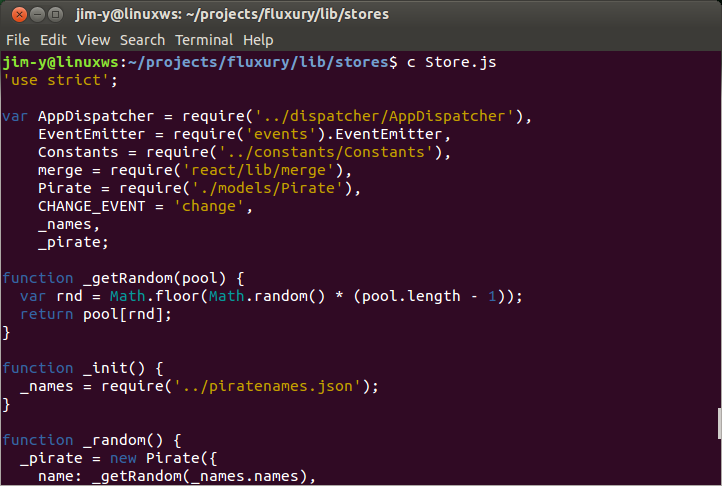 jim-y@linuxws: ~/projects/fluxury/lib/stores
File Edit View Search Terminal Help
jim-y@linuxws:~/projects/fluxury/lib/stores$ c Store.js
'use strict';
var AppDispatcher = require('../dispatcher/AppDispatcher'),
    EventEmitter = require('events').EventEmitter,
    Constants = require('../constants/Constants'),
    merge = require('react/lib/merge'),
    Pirate = require('./models/Pirate'),
    CHANGE_EVENT = 'change',
    _names,
    _pirate;
function _getRandom(pool) {
  var rnd = Math.floor(Math.random() * (pool.length - 1));
  return pool[rnd];
}
function _init() {
  _names = require('../piratenames.json');
}
function _random() {
  _pirate = new Pirate({
    name: _getRandom(_names.names),